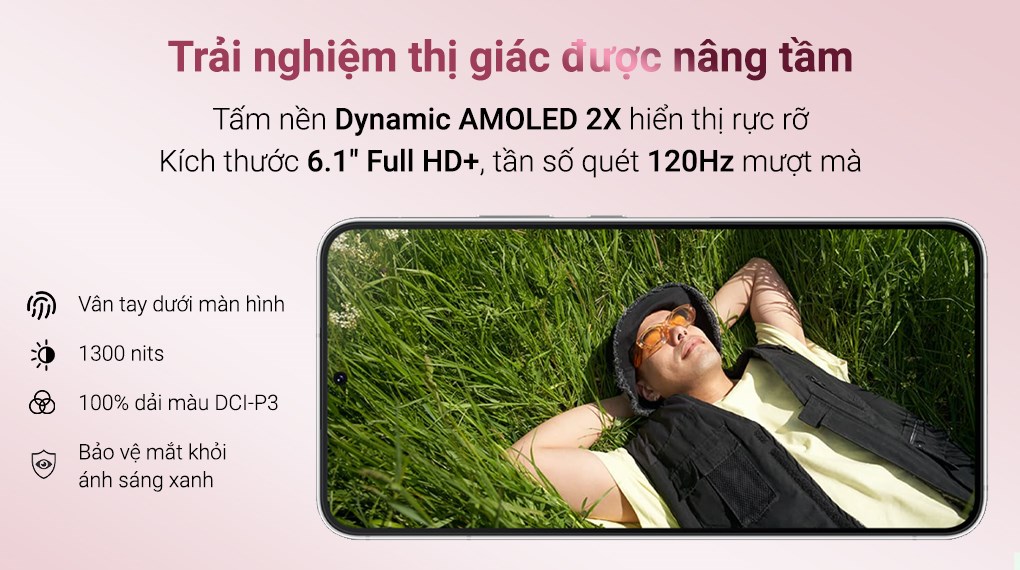 Trải nghiệm thị giác được nâng tầm
Tấm nền Dynamic AMOLED 2X hiển thị rực rỡ
Kích thước 6.1" Full HD+, tần số quét 120Hz mượt mà
Vân tay dưới màn hình
1300 nits
100% dải màu DCI-P3
Bảo vệ mắt khỏi
ánh sáng xanh